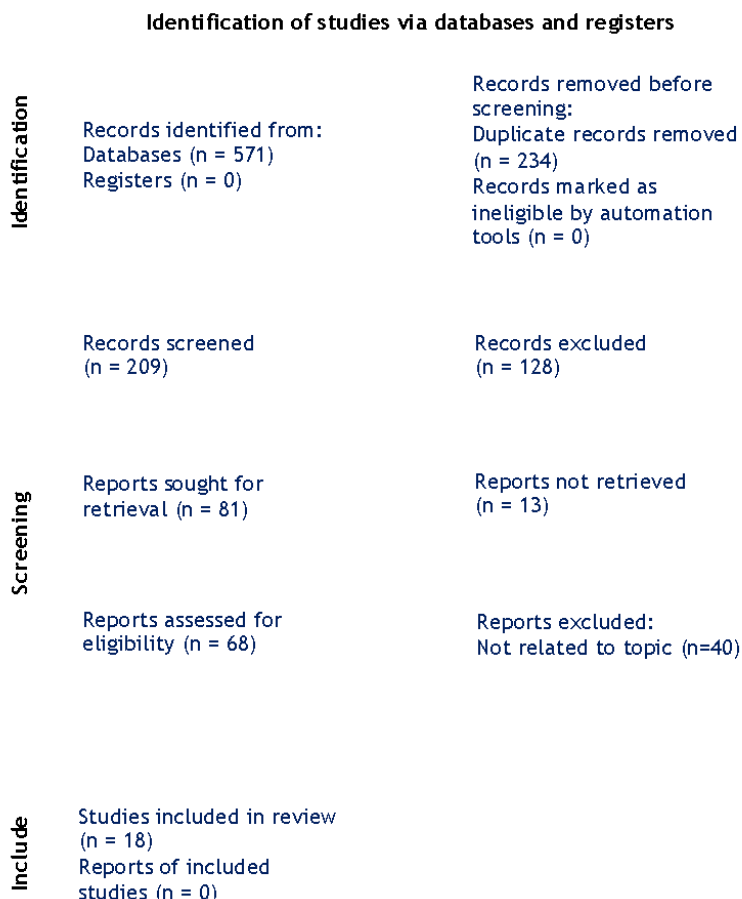 Identification of studies via databases and registers
Identification
Records identified from:
Databases (n = 571)
Registers (n = 0)
Records removed before
screening:
Duplicate records removed
(n = 234)
Records marked as
ineligible by automation
tools (n = 0)
Screening
Records screened
(n = 209)
Records excluded
(n = 128)
Reports sought for
retrieval (n = 81)
Reports not retrieved
(n = 13)
Reports assessed for
eligibility (n = 68)
Reports excluded:
Not related to topic (n=40)
Include
Studies included in review
(n = 18)
Reports of included
studies (n = 0)